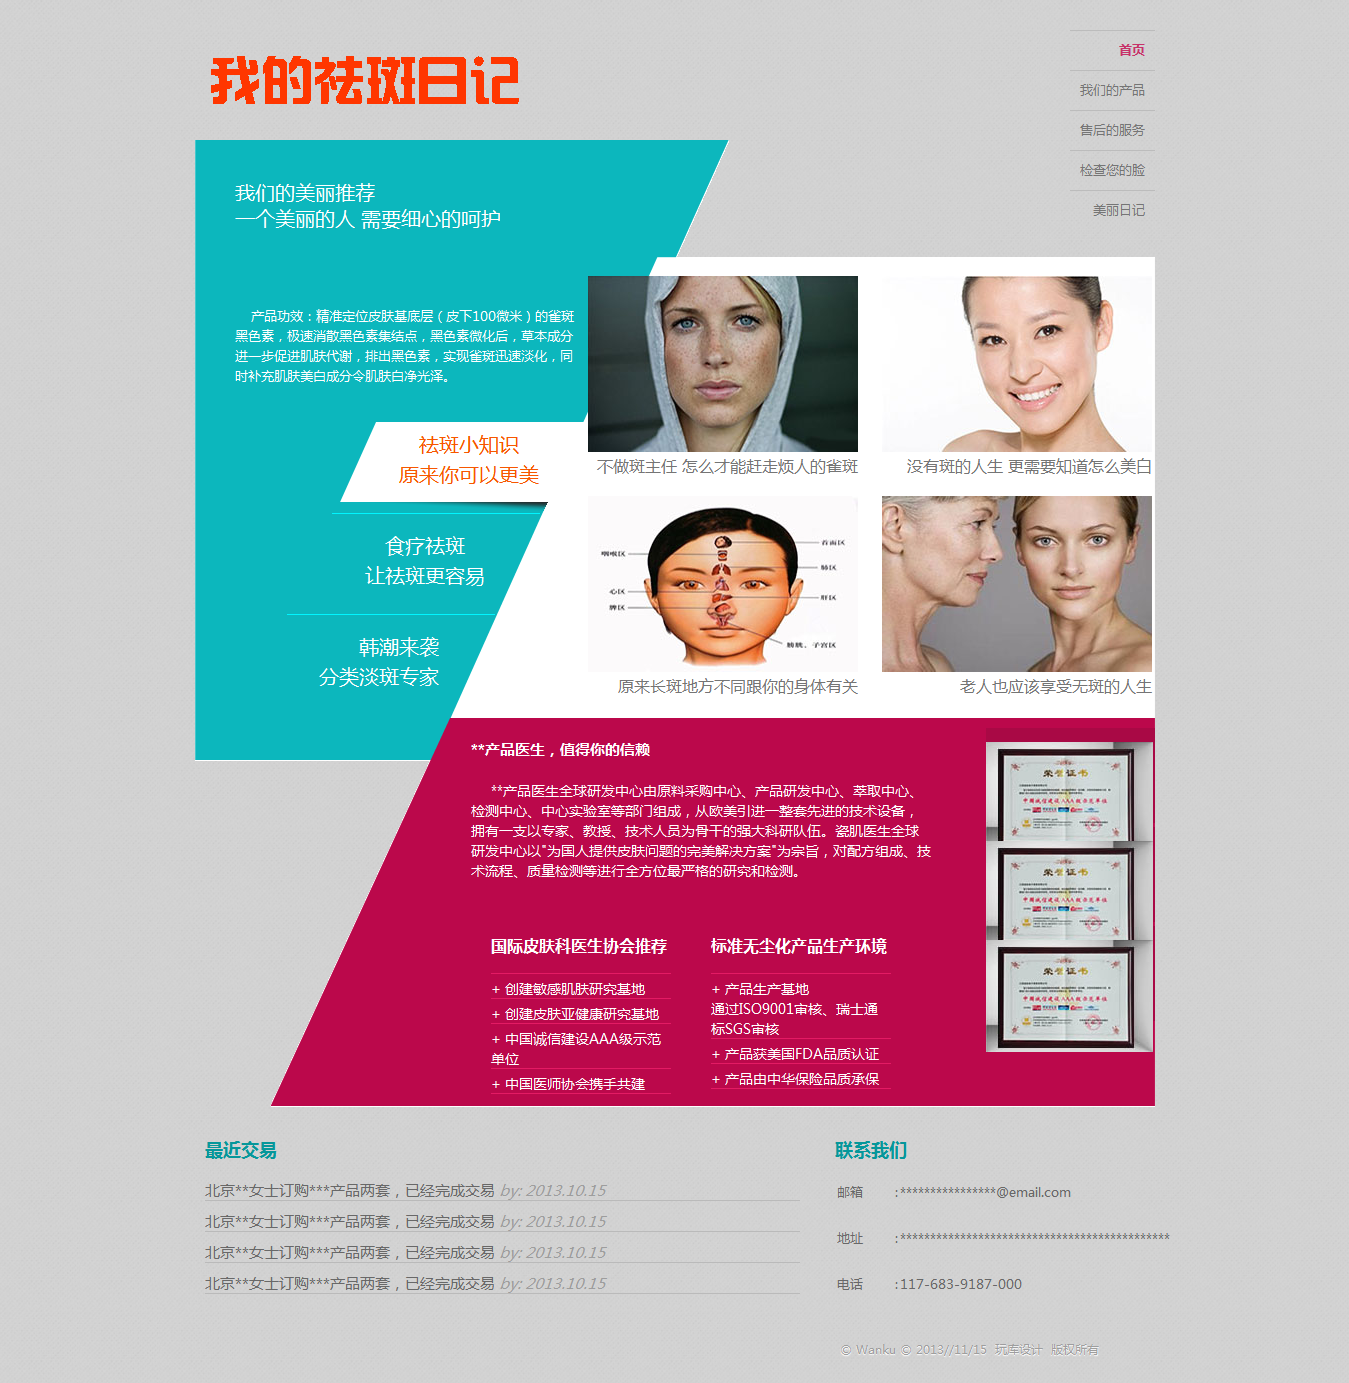 我的祛斑日记
首页
我们的产品
售后的服务
检查您的脸
美丽日记
我们的美丽推荐
一个美丽的人 需要细心的呵护
产品功效：精准定位皮肤基底层（皮下100微米）的雀斑
黑色素，极速消散黑色素集结点，黑色素微化后，草本成分
进一步促进肌肤代谢，排出黑色素，实现雀斑迅速淡化，同
时补充肌肤美白成分令肌肤白净光泽。
祛斑小知识
原来你可以更美
食疗祛斑
让祛斑更容易
韩潮来袭
分类淡斑专家
不做斑主任 怎么才能赶走烦人的雀斑
没有斑的人生 更需要知道怎么美白
咽喉区
首面区
肺区
心区
肝区
脾区
膀胱、子宫区
原来长斑地方不同跟你的身体有关
老人也应该享受无斑的人生
**产品医生，值得你的信赖
**产品医生全球研发中心由原料采购中心、产品研发中心、萃取中心、
检测中心、中心实验室等部门组成，从欧美引进一整套先进的技术设备，
拥有一支以专家、教授、技术人员为骨干的强大科研队伍。瓷肌医生全球
研发中心以"为国人提供皮肤问题的完美解决方案"为宗旨，对配方组成、技
术流程、质量检测等进行全方位最严格的研究和检测。
荣誉证书
中国诚信建设AAA级示范单位
荣誉证书
中国诚信建设AAA级示范单位
荣誉证书
中国诚信建设AAA级示范单位
国际皮肤科医生协会推荐
+ 创建敏感肌肤研究基地
+ 创建皮肤亚健康研究基地
+ 中国诚信建设AAA级示范
单位
+ 中国医师协会携手共建
标准无尘化产品生产环境
+ 产品生产基地
通过ISO9001审核、瑞士通
标SGS审核
+ 产品获美国FDA品质认证
+ 产品由中华保险品质承保
最近交易
北京**女士订购***产品两套，已经完成交易 by: 2013.10.15
北京**女士订购***产品两套，已经完成交易 by: 2013.10.15
北京**女士订购***产品两套，已经完成交易 by: 2013.10.15
北京**女士订购***产品两套，已经完成交易 by: 2013.10.15
联系我们
邮箱 :****************@email.com
地址 :*********************************************
电话 :117-683-9187-000
© Wanku © 2013//11/15 玩库设计 版权所有